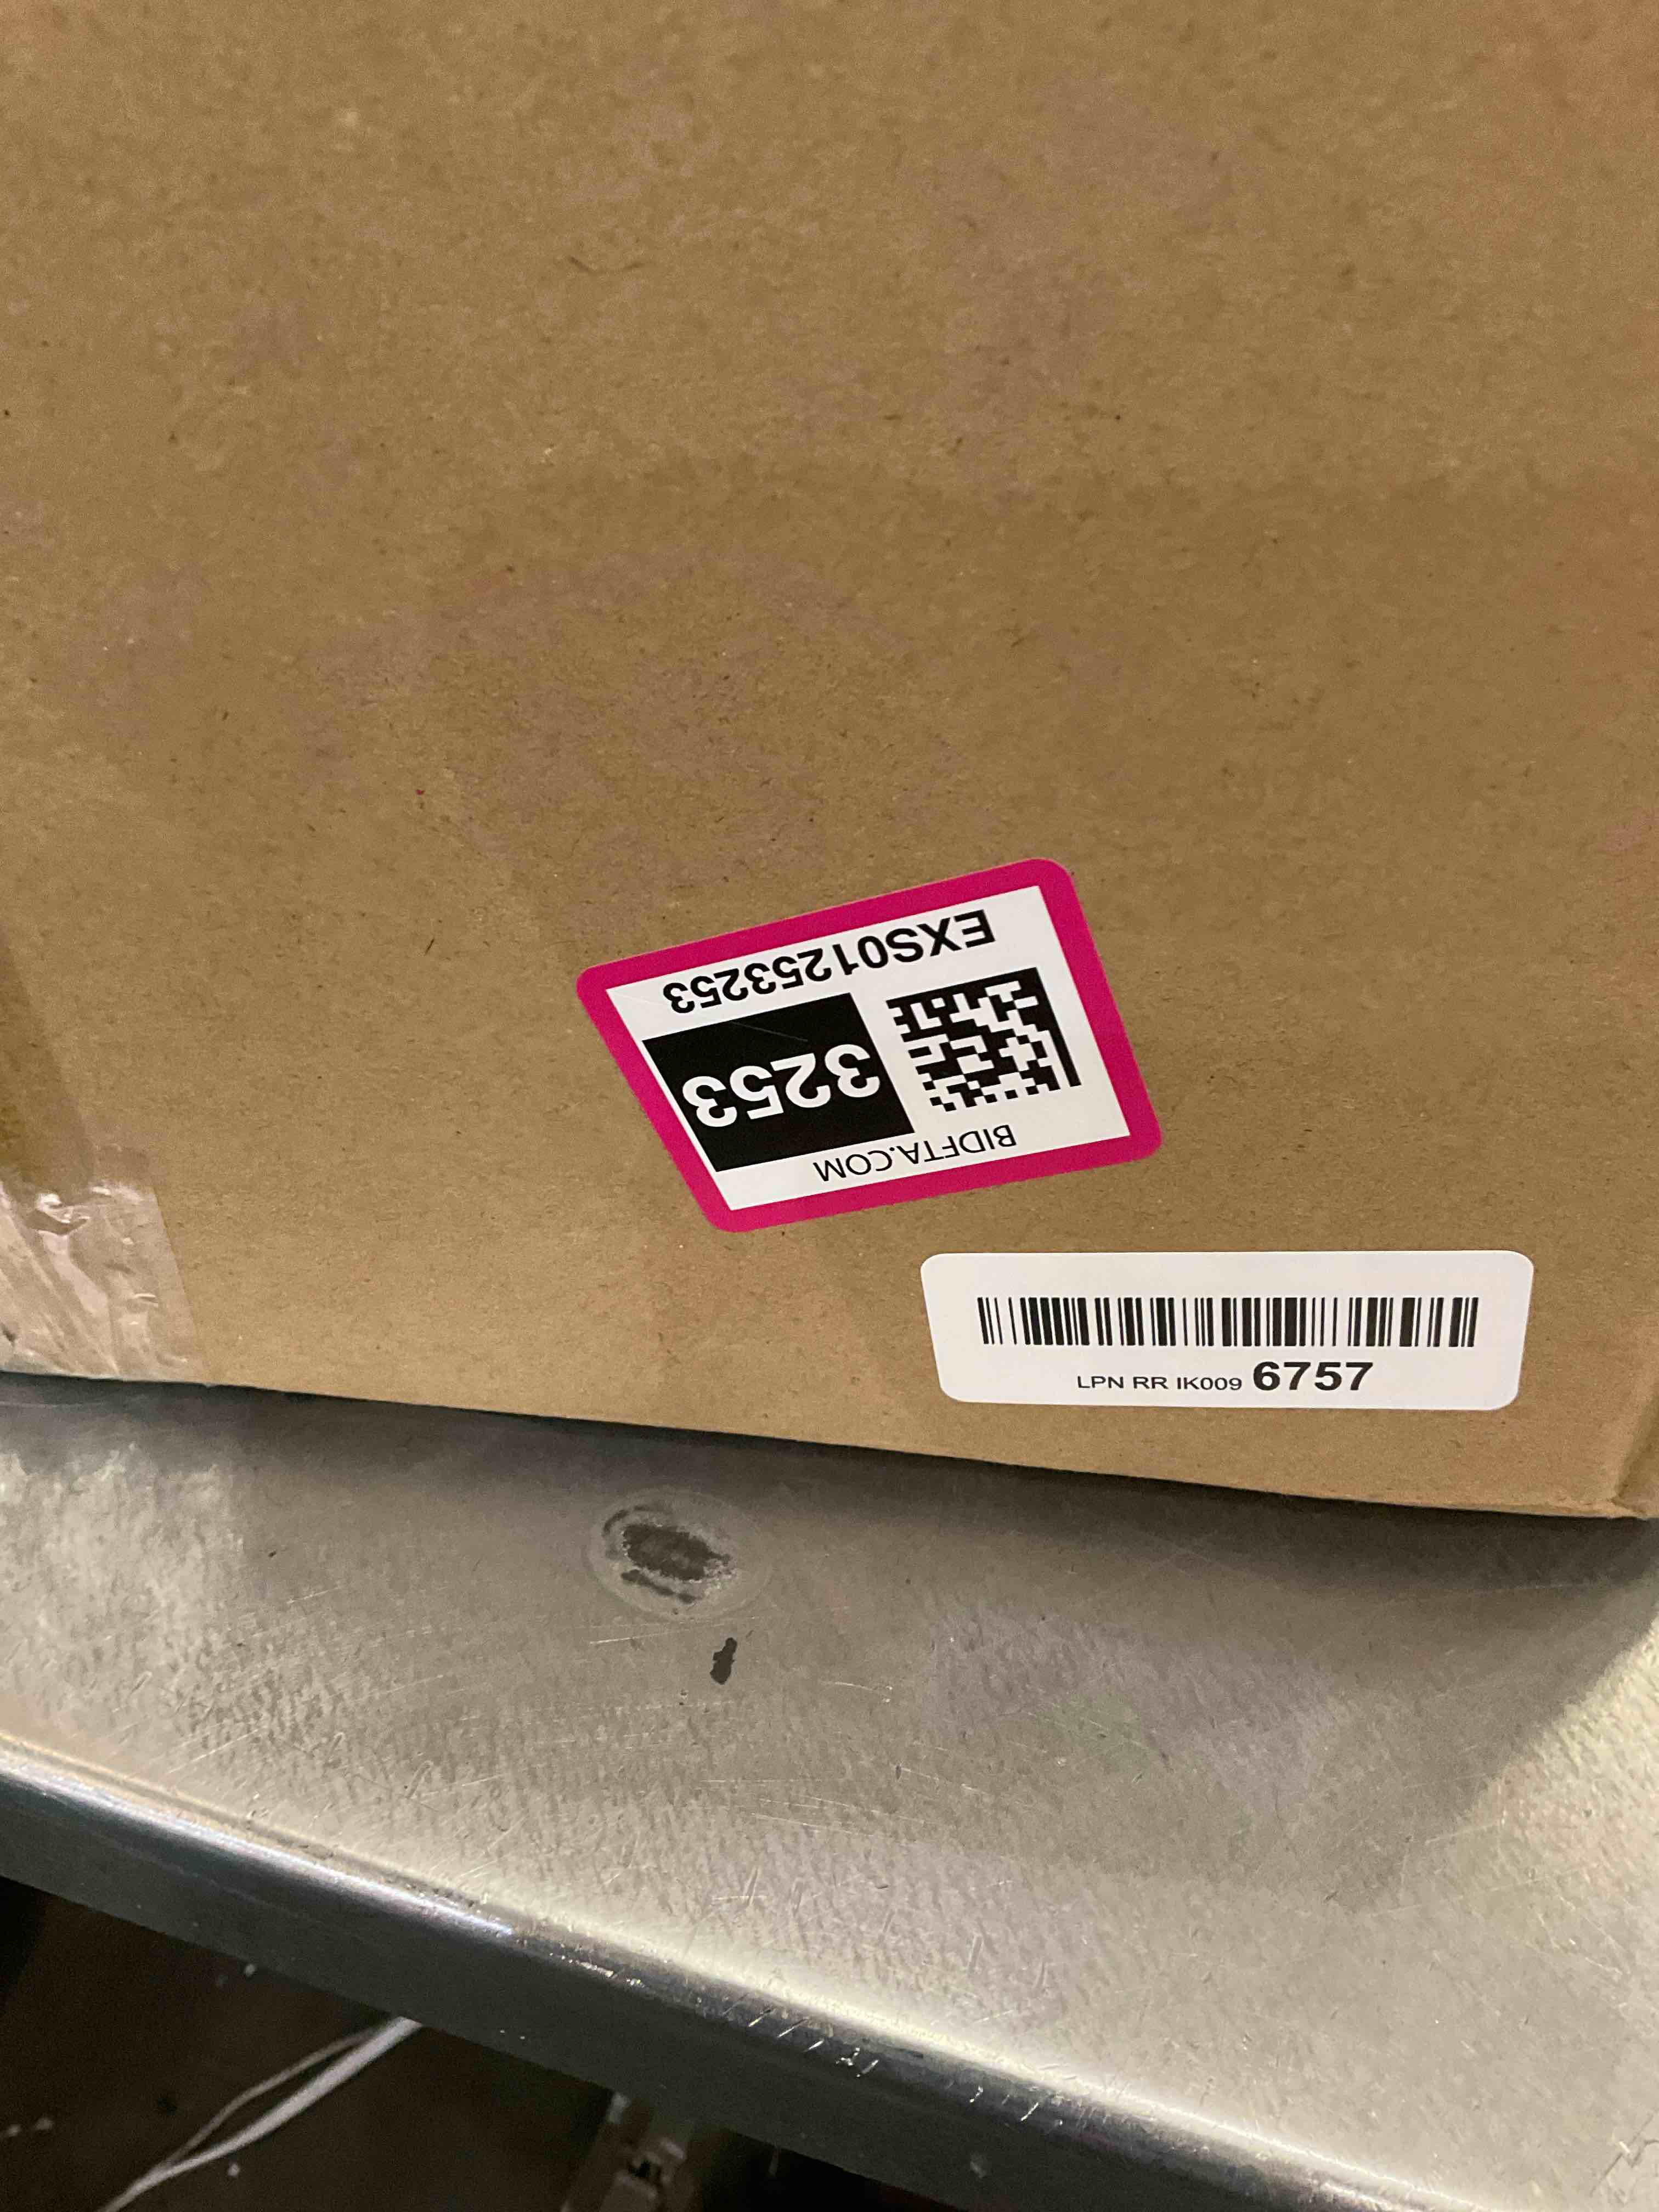 BIDFTA.COM
3253
EXS01253253
LPN RR IK009 6757